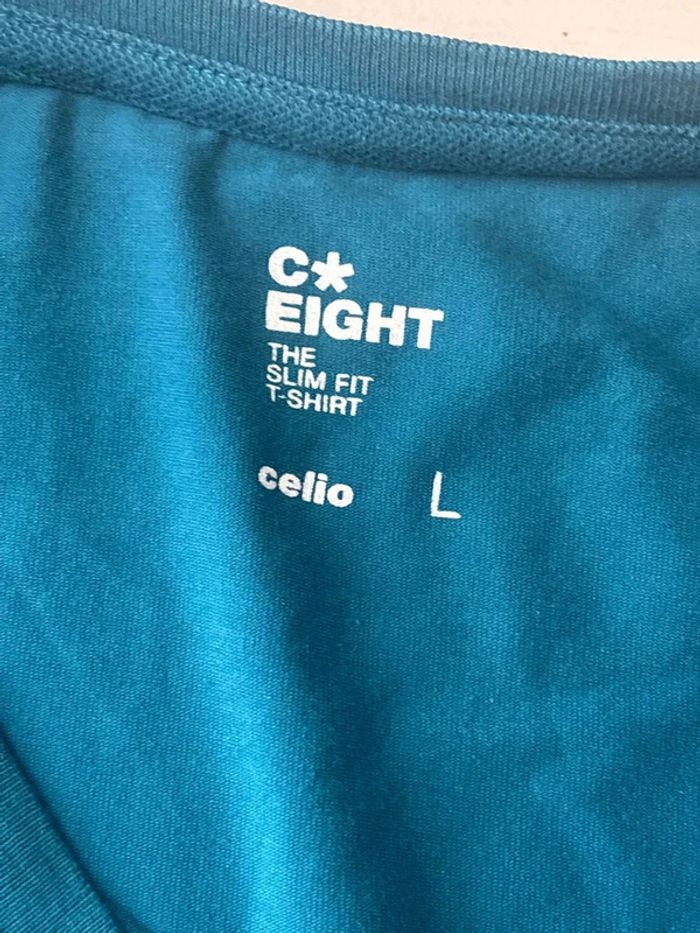 C*
EIGHT
THE
SLIM FIT
T-SHIRT
celio L